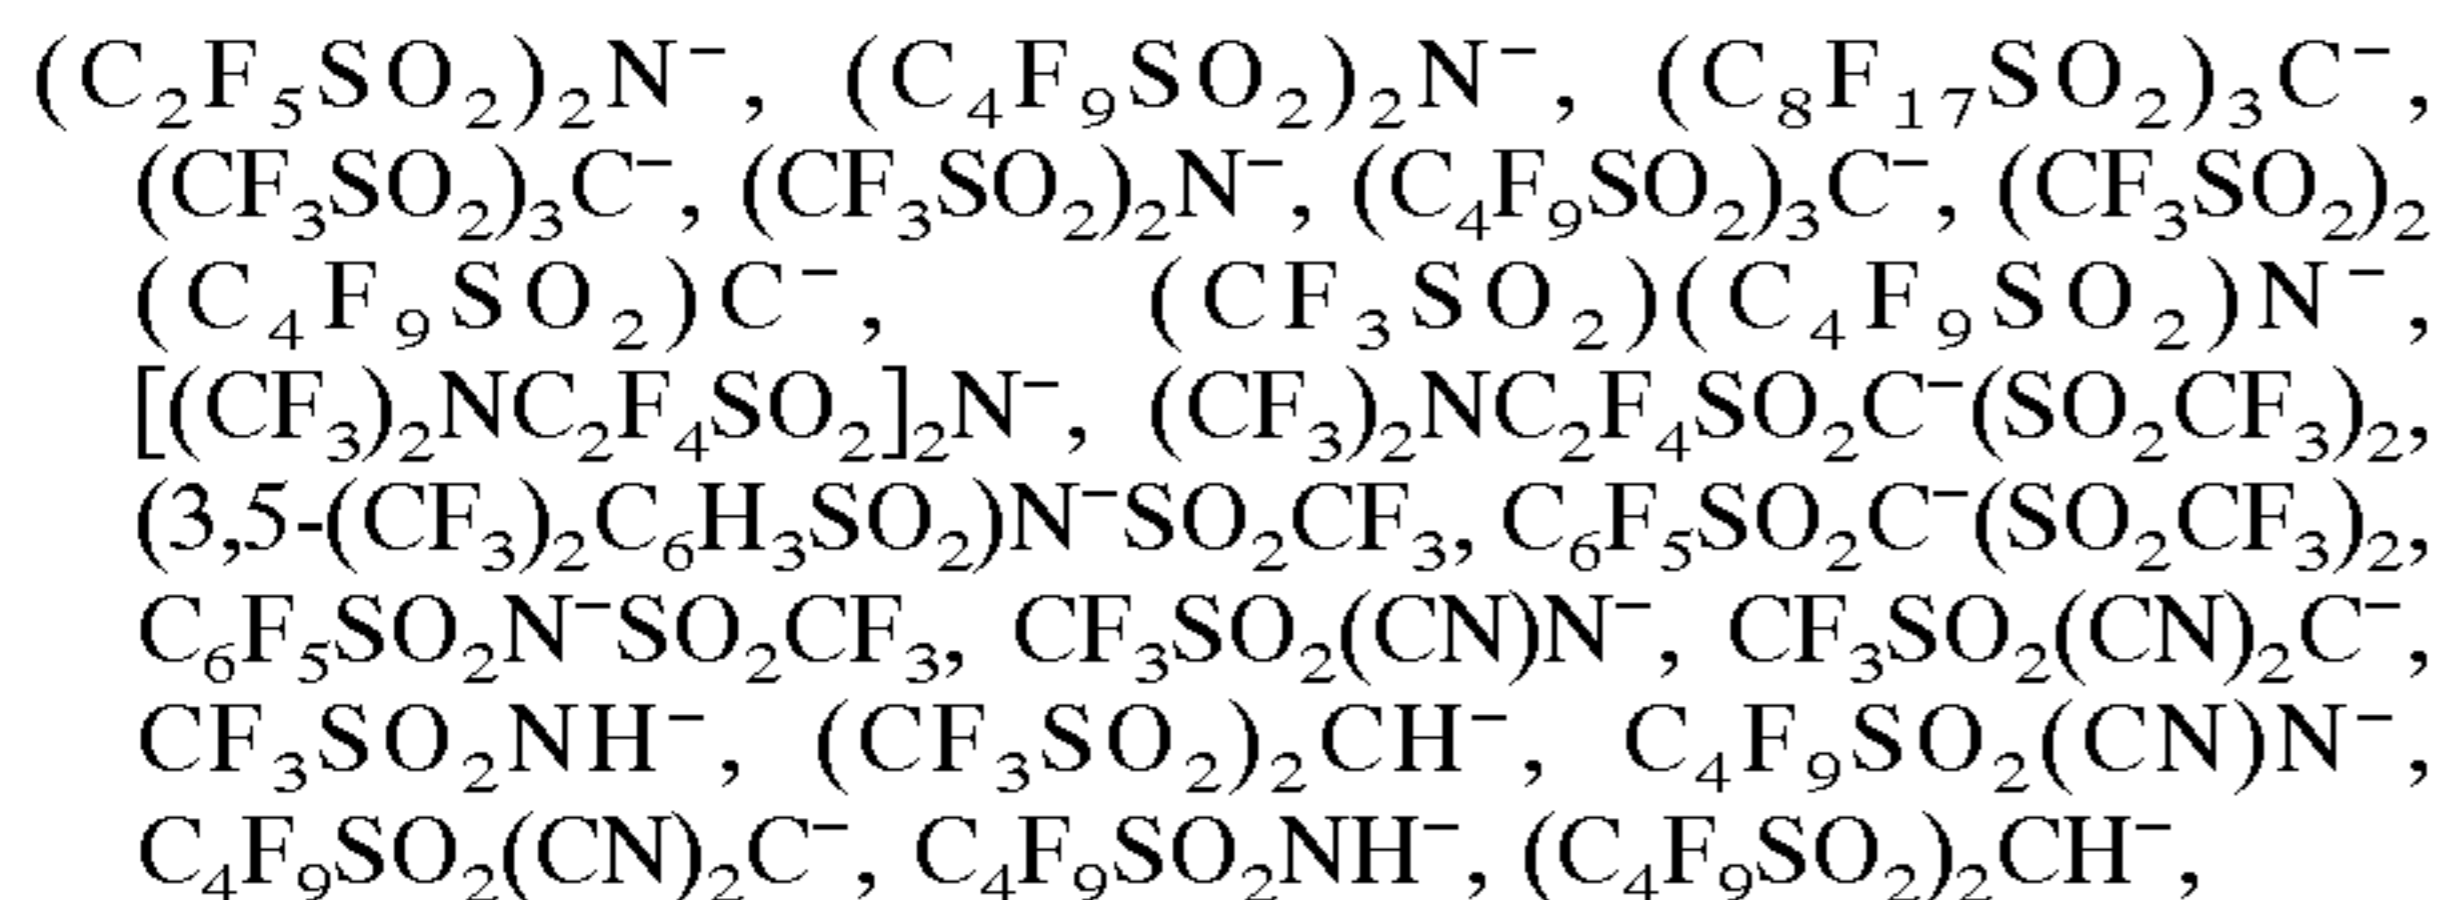 (C₂F₅SO₂)₂N⁻, (C₄F₉SO₂)₂N⁻, (C₈F₁₇SO₂)₃C⁻,
(CF₃SO₂)₃C⁻, (CF₃SO₂)₂N⁻, (C₄F₉SO₂)₃C⁻, (CF₃SO₂)₂
(C₄F₉SO₂)C⁻, (CF₃SO₂)(C₄F₉SO₂)N⁻,
[(CF₃)₂NC₂F₄SO₂]₂N⁻, (CF₃)₂NC₂F₄SO₂C⁻(SO₂CF₃)₂,
(3,5-(CF₃)₂C₆H₃SO₂)N⁻SO₂CF₃, C₆F₅SO₂C⁻(SO₂CF₃)₂,
C₆F₅SO₂N⁻SO₂CF₃, CF₃SO₂(CN)N⁻, CF₃SO₂(CN)₂C⁻,
CF₃SO₂NH⁻, (CF₃SO₂)₂CH⁻, C₄F₉SO₂(CN)N⁻,
C₄F₉SO₂(CN)₂C⁻, C₄F₉SO₂NH⁻, (C₄F₉SO₂)₂CH⁻,